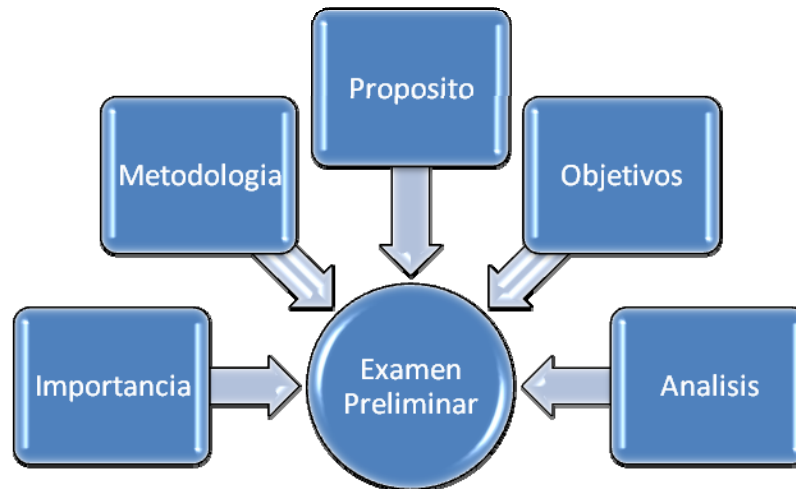 Proposito
Metodologia
Objetivos
Importancia
Examen
Preliminar
Analisis